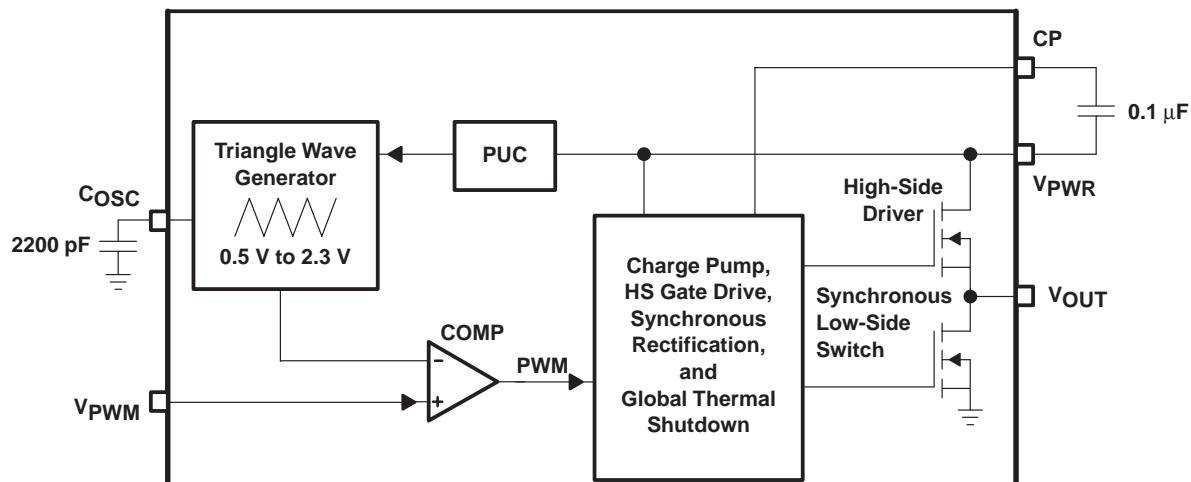 CP
0.1 μF
Triangle Wave
Generator
0.5 V to 2.3 V
PUC
COSC
2200 pF
VPWR
High-Side
Driver
Charge Pump,
HS Gate Drive,
Synchronous
Rectification,
and
Global Thermal
Shutdown
Synchronous
Low-Side
Switch
VOUT
COMP
–
+
PWM
VPWM